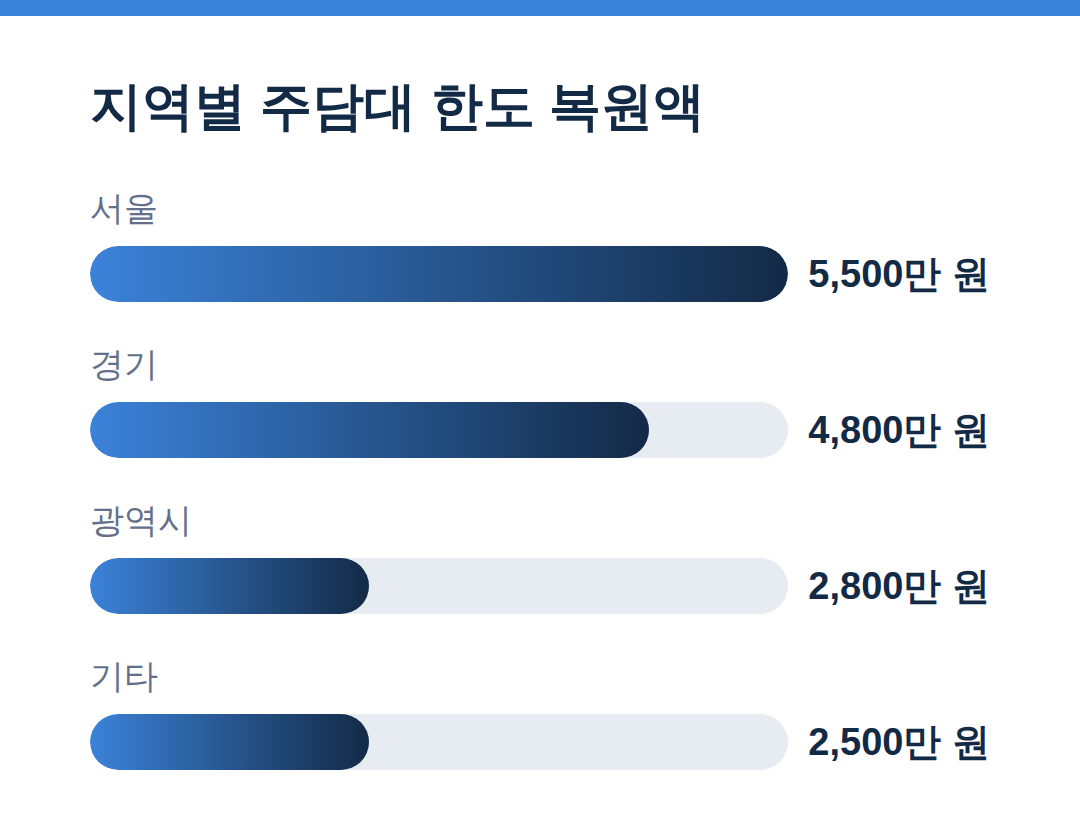 지역별 주담대 한도 복원액
서울
5,500만 원
경기
4,800만 원
광역시
2,800만 원
기타
2,500만 원